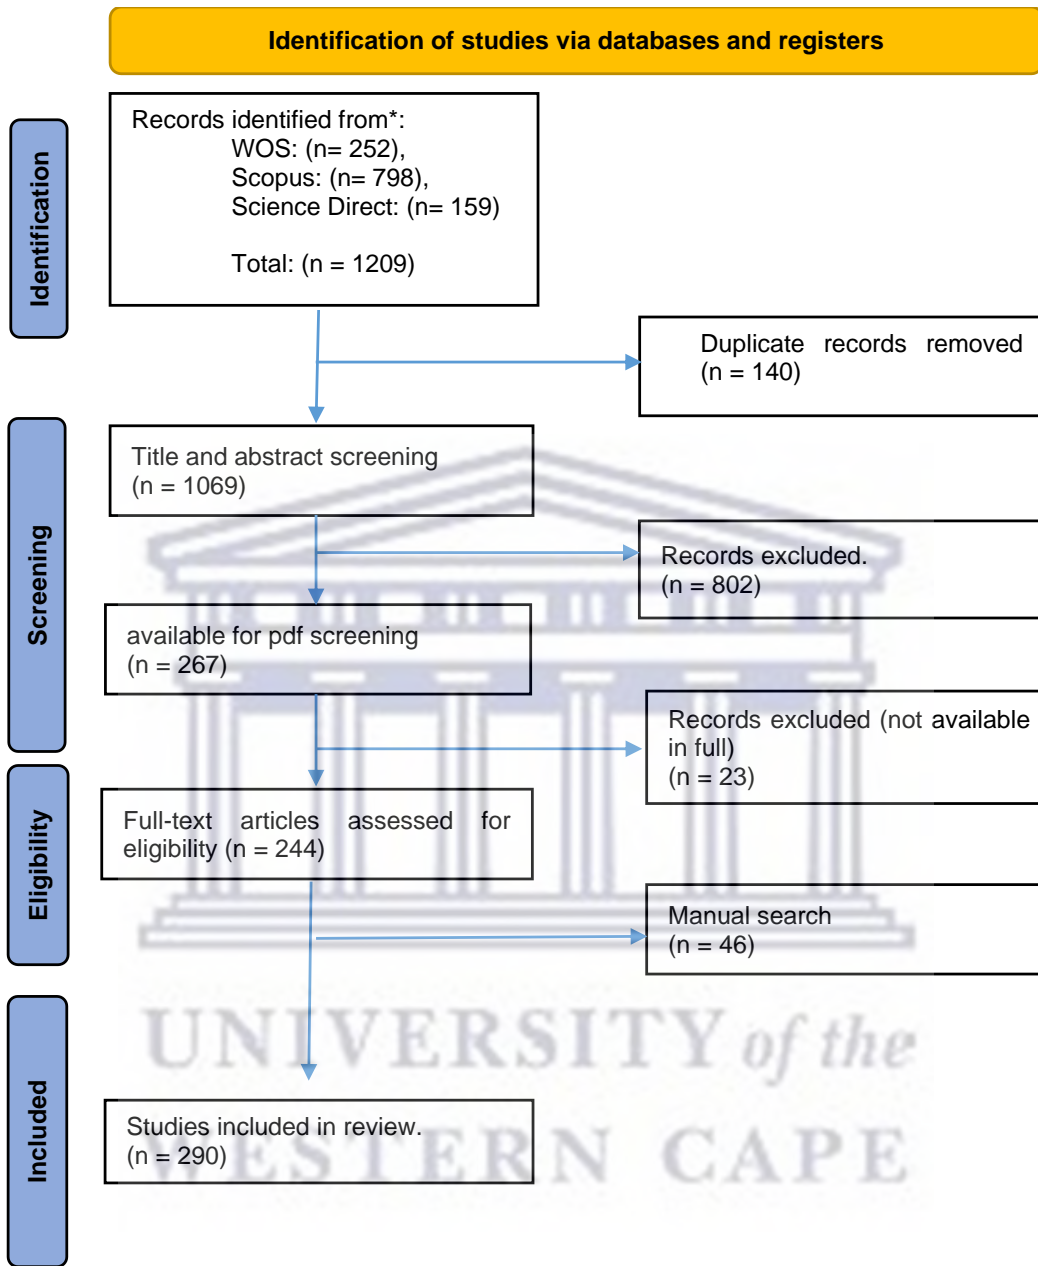 Identification of studies via databases and registers
Identification
Records identified from*:
WOS: (n= 252),
Scopus: (n= 798),
Science Direct: (n= 159)
Total: (n = 1209)
Duplicate records removed
(n = 140)
Screening
Title and abstract screening
(n = 1069)
Records excluded.
(n = 802)
available for pdf screening
(n = 267)
Records excluded (not available
in full)
(n = 23)
Eligibility
Full-text articles assessed for
eligibility (n = 244)
Manual search
(n = 46)
Included
Studies included in review.
(n = 290)
UNIVERSITY of the
WESTERN CAPE